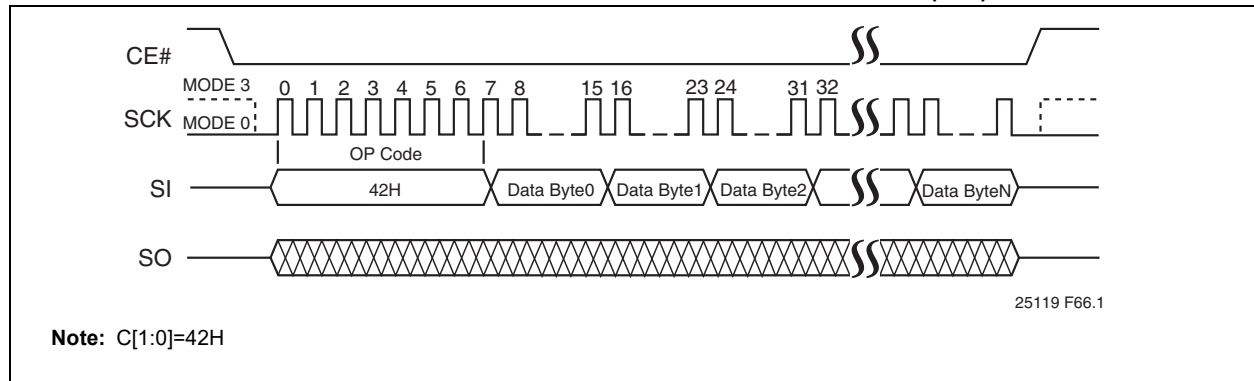 CE#
MODE 3 0 1 2 3 4 5 6 7 8 15 16 23 24 31 32
SCK MODE 0
OP Code
SI 42H Data Byte0 Data Byte1 Data Byte2 Data ByteN
SO
25119 F66.1
Note: C[1:0]=42H